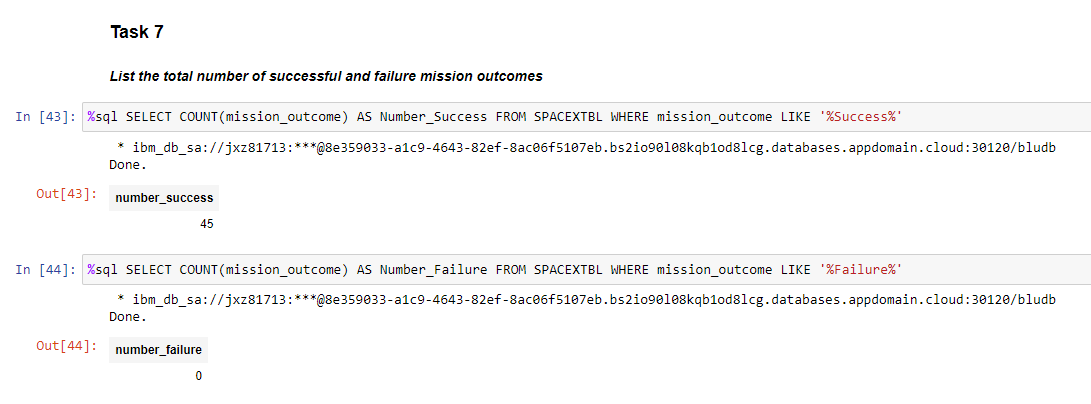 Task 7
List the total number of successful and failure mission outcomes
In [43]: %sql SELECT COUNT(mission_outcome) AS Number_Success FROM SPACEXTBL WHERE mission_outcome LIKE '%Success%'
* ibm_db_sa://jxz81713:***@8e359033-a1c9-4643-82ef-8ac06f5107eb.bs2io90l08kqb1od8lcg.databases.appdomain.cloud:30120/bludb
Done.
Out[43]: number_success
45
In [44]: %sql SELECT COUNT(mission_outcome) AS Number_Failure FROM SPACEXTBL WHERE mission_outcome LIKE '%Failure%'
* ibm_db_sa://jxz81713:***@8e359033-a1c9-4643-82ef-8ac06f5107eb.bs2io90l08kqb1od8lcg.databases.appdomain.cloud:30120/bludb
Done.
Out[44]: number_failure
0